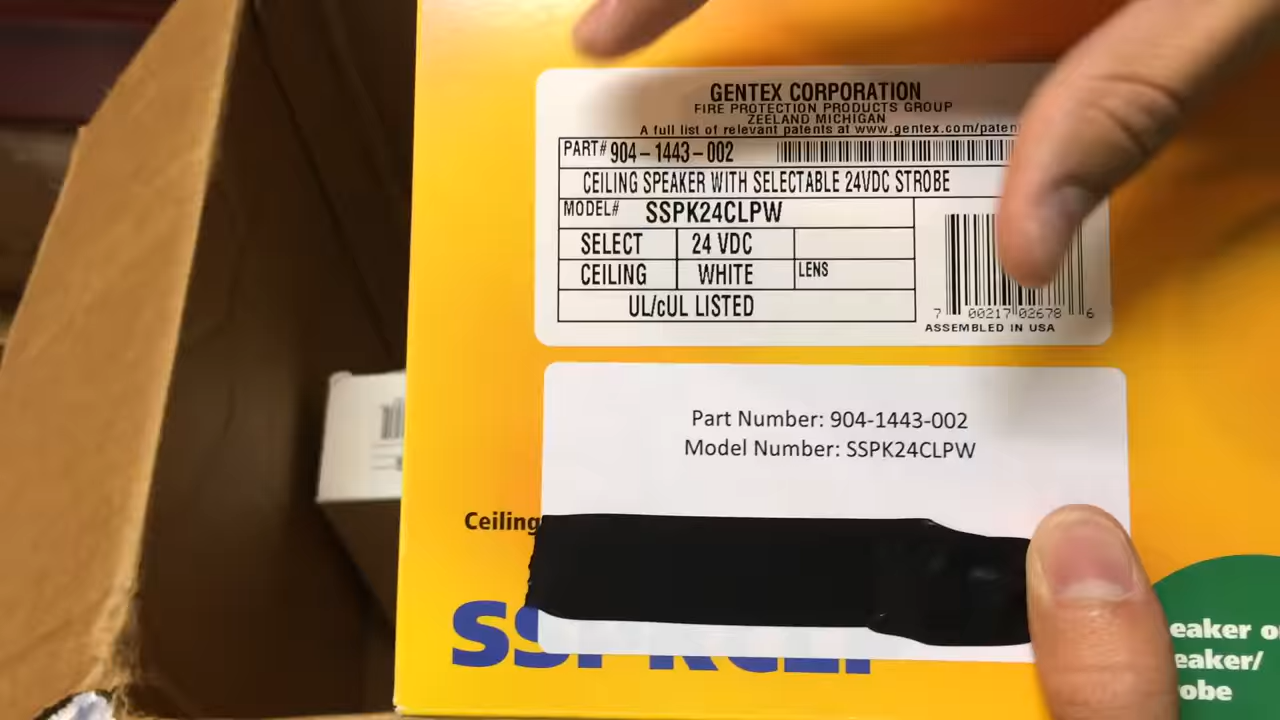 GENTEX CORPORATION
FIRE PROTECTION PRODUCTS GROUP
ZEELAND MICHIGAN
A full list of relevant patents at www.gentex.com/paten
PART# 904-1443-002
CEILING SPEAKER WITH SELECTABLE 24VDC STROBE
MODEL# SSPK24CLPW
SELECT 24 VDC
CEILING WHITE LENS
UL/cUL LISTED
7 00217 02678 6
ASSEMBLED IN USA
Part Number: 904-1443-002
Model Number: SSPK24CLPW
Ceiling
eaker o
eaker/
obe